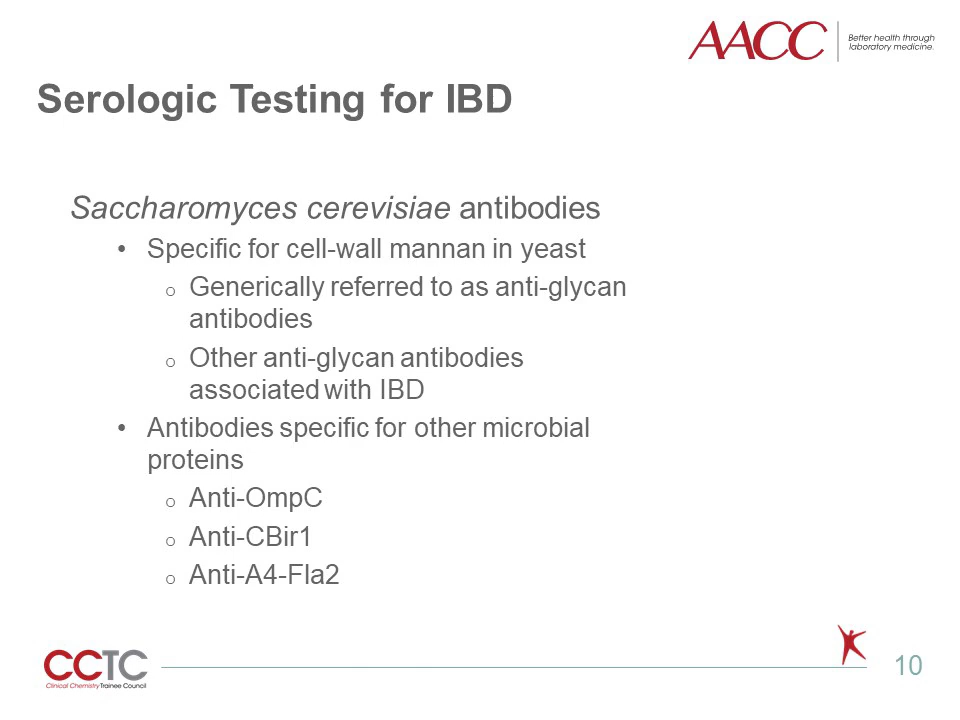 AACC
Better health through
laboratory medicine.
Serologic Testing for IBD
Saccharomyces cerevisiae antibodies
• Specific for cell-wall mannan in yeast
o Generically referred to as anti-glycan
antibodies
o Other anti-glycan antibodies
associated with IBD
• Antibodies specific for other microbial
proteins
o Anti-OmpC
o Anti-CBir1
o Anti-A4-Fla2
CCTC
Clinical Chemistry Trainee Council
10